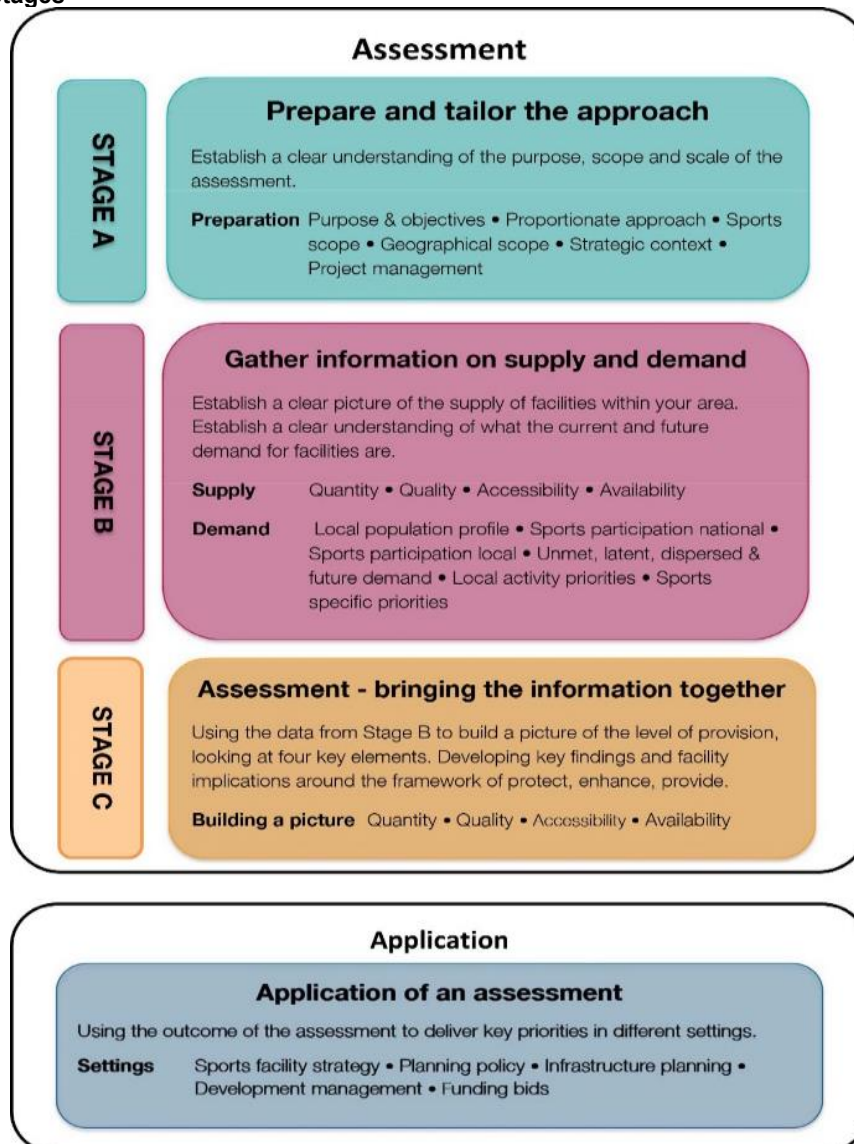 Assessment
STAGE A
Prepare and tailor the approach
Establish a clear understanding of the purpose, scope and scale of the
assessment.
Preparation Purpose & objectives • Proportionate approach • Sports
scope • Geographical scope • Strategic context •
Project management
STAGE B
Gather information on supply and demand
Establish a clear picture of the supply of facilities within your area.
Establish a clear understanding of what the current and future
demand for facilities are.
Supply Quantity • Quality • Accessibility • Availability
Demand Local population profile • Sports participation national •
Sports participation local • Unmet, latent, dispersed &
future demand • Local activity priorities • Sports
specific priorities
STAGE C
Assessment - bringing the information together
Using the data from Stage B to build a picture of the level of provision,
looking at four key elements. Developing key findings and facility
implications around the framework of protect, enhance, provide.
Building a picture Quantity • Quality • Accessibility • Availability
Application
Application of an assessment
Using the outcome of the assessment to deliver key priorities in different settings.
Settings Sports facility strategy • Planning policy • Infrastructure planning •
Development management • Funding bids